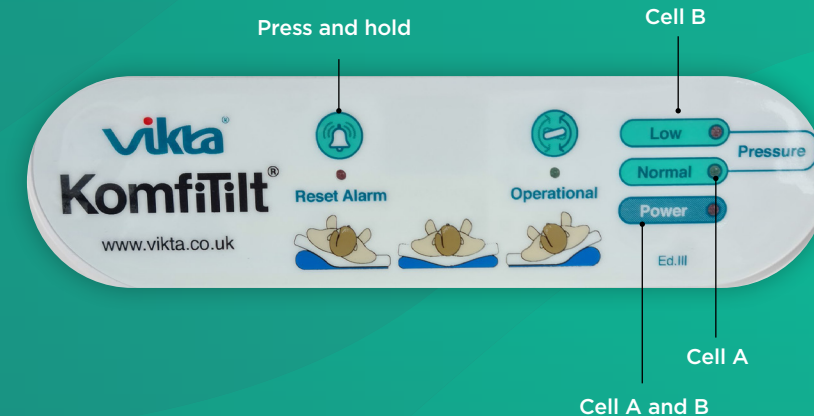 Press and hold
Cell B
vikta®
KomfiTilt®
www.vikta.co.uk
Reset Alarm
Operational
Low
Normal
Pressure
Power
Ed.III
Cell A
Cell A and B